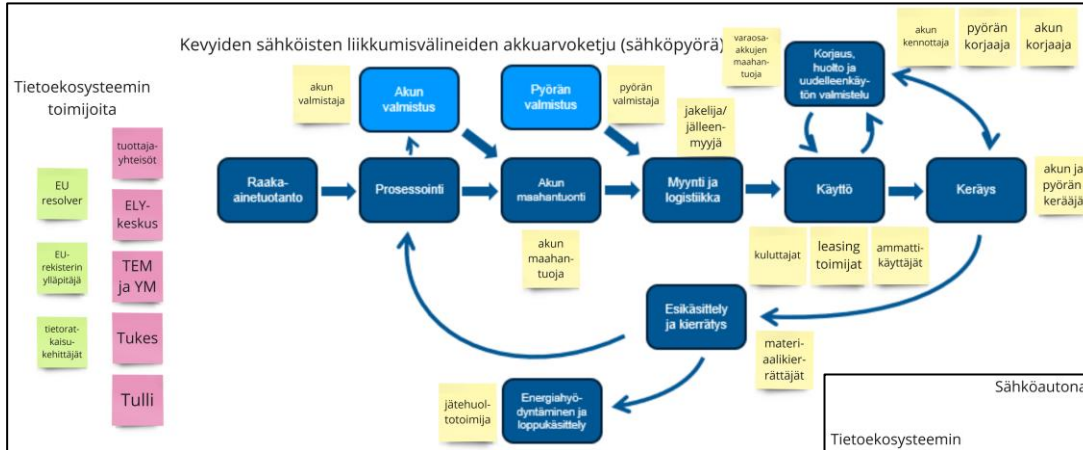 Kevyiden sähköisten liikkumisvälineiden akkuarvoketju (sähköpyörä)
Tietoekosysteemin
toimijoita
tuottaja-
yhteisöt
EU
resolver
ELY-
keskus
EU-
rekisterin
ylläpitäjä
TEM
ja YM
tietorat-
kaisu-
kehittäjät
Tukes
Tulli
akun
valmistaja
Akun
valmistus
Pyörän
valmistus
pyörän
valmistaja
varaosa-
akkujen
maahan-
tuoja
Korjaus,
huolto ja
uudelleenkäy-
tön valmistelu
akun
kennottaja
pyörän
korjaaja
akun
korjaaja
jakelija/
jälleen-
myyjä
Raaka-
ainetuotanto
Prosessointi
Akun
maahantuonti
Myynti ja
logistiikka
Käyttö
Keräys
akun ja
pyörän
kerääjä
akun
maahan-
tuoja
kuluttajat
leasing
toimijat
ammatti-
käyttäjät
Esikäsittely
ja kierrätys
materi-
aalikier-
rättäjät
jätehuol-
totoimija
Energiahyö-
dyntäminen ja
loppukäsittely
Sähköautona
Tietoekosysteemin